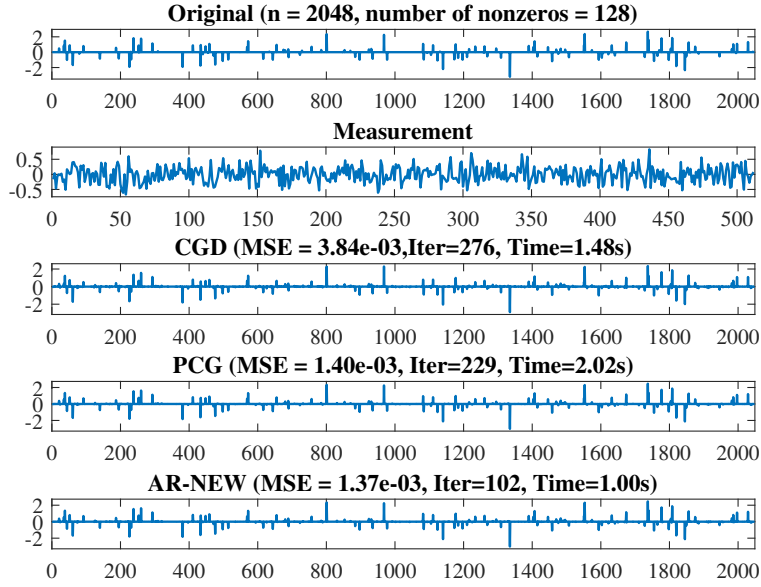 Original (n = 2048, number of nonzeros = 128)
2
0
-2
0 200 400 600 800 1000 1200 1400 1600 1800 2000
Measurement
0.5
0
-0.5
0 50 100 150 200 250 300 350 400 450 500
CGD (MSE = 3.84e-03,Iter=276, Time=1.48s)
2
0
-2
0 200 400 600 800 1000 1200 1400 1600 1800 2000
PCG (MSE = 1.40e-03, Iter=229, Time=2.02s)
2
0
-2
0 200 400 600 800 1000 1200 1400 1600 1800 2000
AR-NEW (MSE = 1.37e-03, Iter=102, Time=1.00s)
2
0
-2
0 200 400 600 800 1000 1200 1400 1600 1800 2000